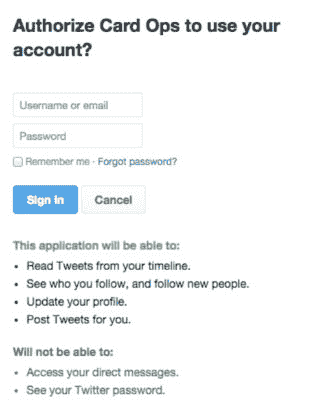 Authorize Card Ops to use your
account?
Username or email
Password
Remember me · Forgot password?
Sign In
Cancel
This application will be able to:
• Read Tweets from your timeline.
• See who you follow, and follow new people.
• Update your profile.
• Post Tweets for you.
Will not be able to:
• Access your direct messages.
• See your Twitter password.